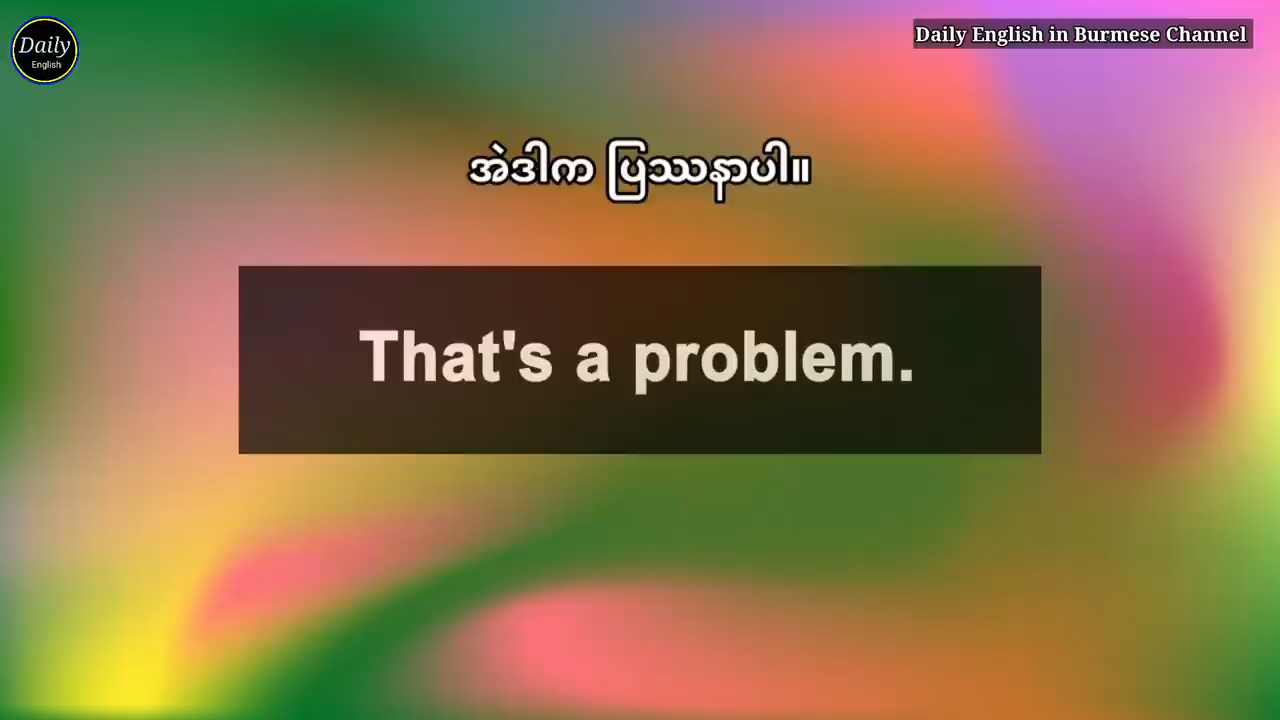 Daily
English
Daily English in Burmese Channel
အဲဒါက ပြဿနာပါ။
That's a problem.